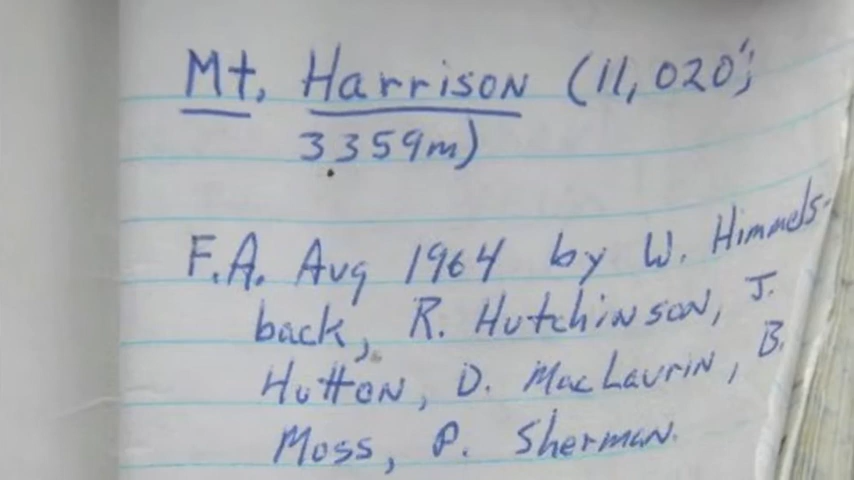 Mt. Harrison (11,020';
3359m)
F.A. Aug 1964 by W. Himmels-
back, R. Hutchinson, J.
Hutton, D. MacLaurin, B.
Moss, P. Sherman.